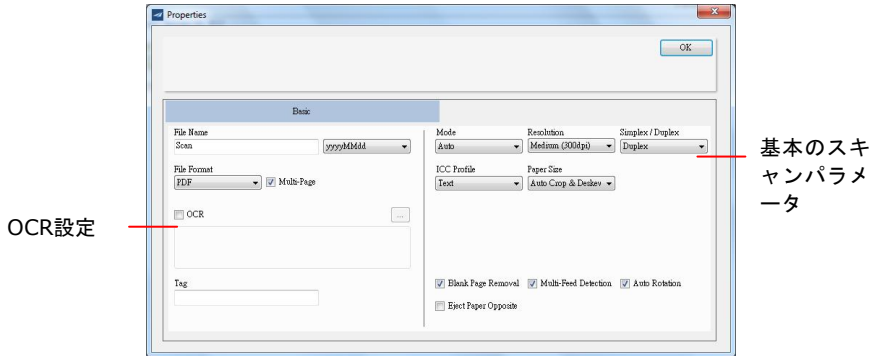 Properties
OK
Basic
File Name
Scan
yyyyMMdd
File Format
PDF
Multi-Page
OCR
...
Tag
Mode
Resolution
Simplex / Duplex
Auto
Medium (300dpi)
Duplex
ICC Profile
Paper Size
Text
Auto Crop & Deskev
Blank Page Removal
Multi-Feed Detection
Auto Rotation
Eject Paper Opposite
OCR設定
基本のスキ
ャンパラメ
ータ